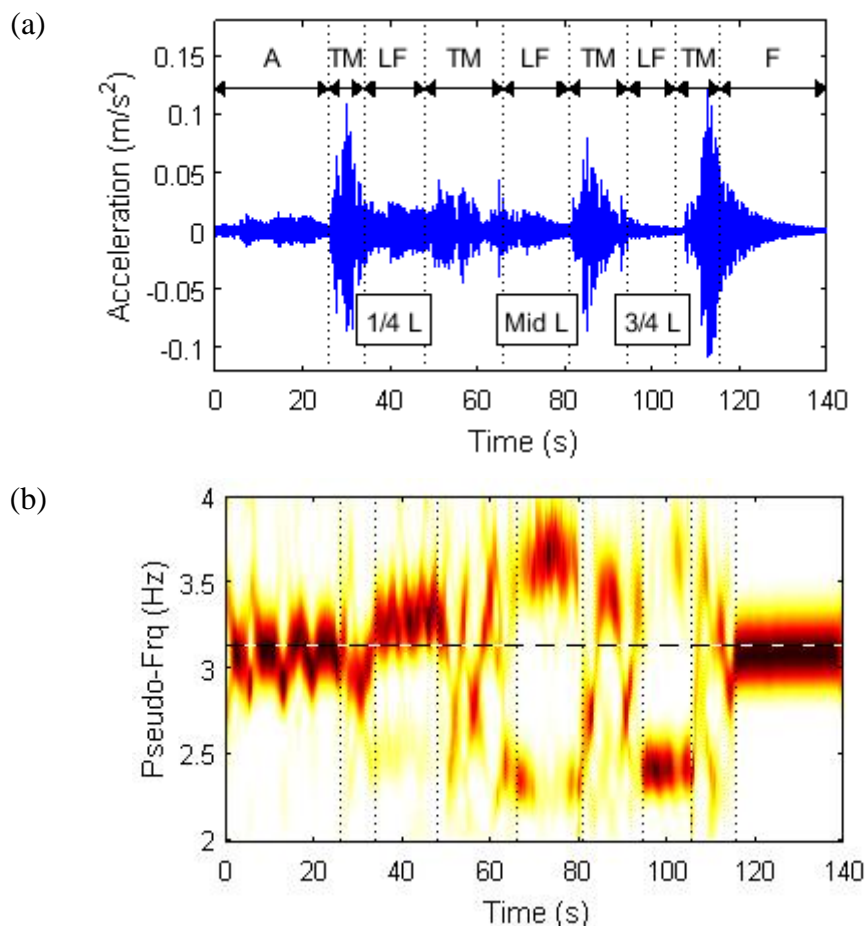 (a)
Acceleration (m/s²)
0.15
0.1
0.05
0
-0.05
-0.1
A TM LF TM LF TM LF TM F
1/4 L Mid L 3/4 L
0 20 40 60 80 100 120 140
Time (s)
(b)
Pseudo-Frq (Hz)
4
3.5
3
2.5
2
0 20 40 60 80 100 120 140
Time (s)